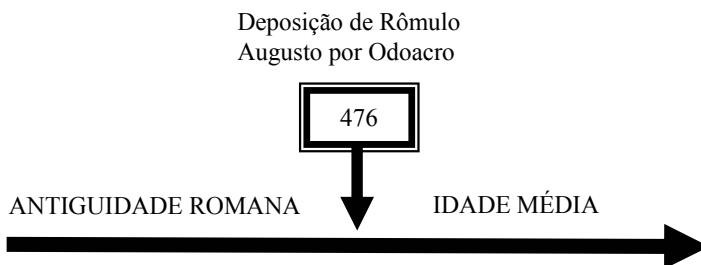 Deposição de Rômulo
Augusto por Odoacro
476
ANTIGUIDADE ROMANA
IDADE MÉDIA